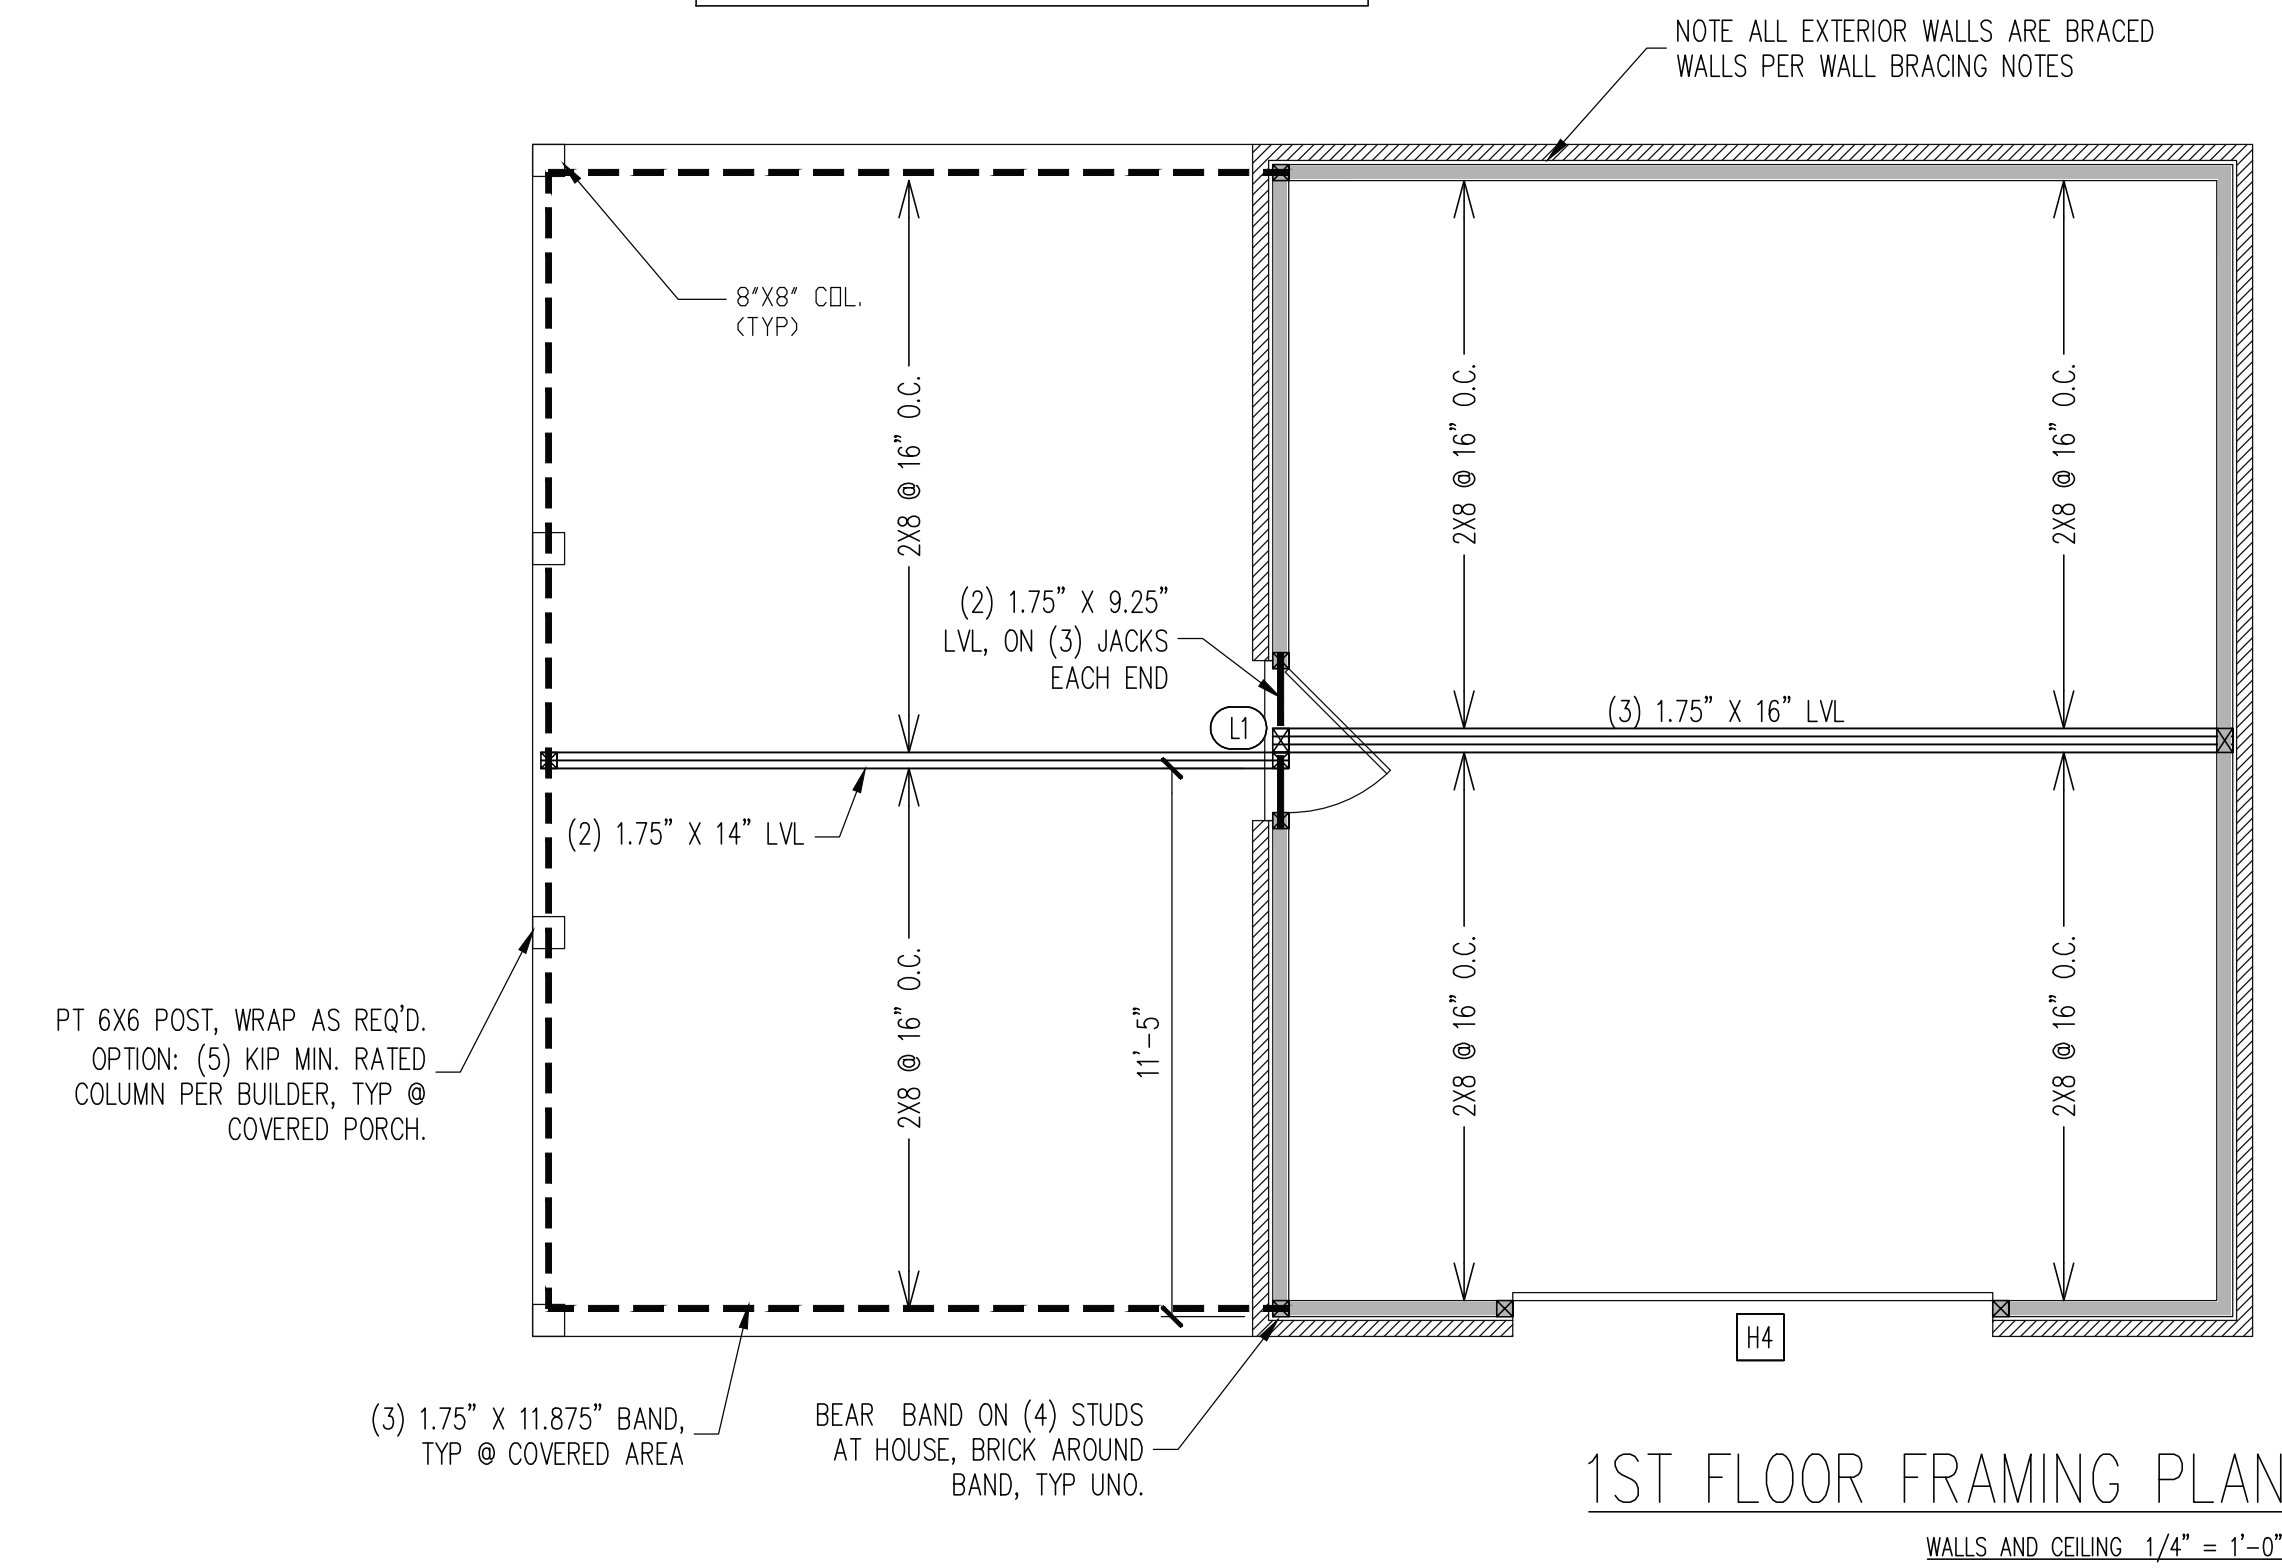 NOTE ALL EXTERIOR WALLS ARE BRACED
WALLS PER WALL BRACING NOTES
8"X8" COL.
(TYP)
2X8 @ 16" O.C.
2X8 @ 16" O.C.
2X8 @ 16" O.C.
(2) 1.75" X 9.25"
LVL, ON (3) JACKS
EACH END
L1
(3) 1.75" X 16" LVL
(2) 1.75" X 14" LVL
PT 6X6 POST, WRAP AS REQ'D.
OPTION: (5) KIP MIN. RATED
COLUMN PER BUILDER, TYP @
COVERED PORCH.
2X8 @ 16" O.C.
11'-5"
2X8 @ 16" O.C.
2X8 @ 16" O.C.
H4
(3) 1.75" X 11.875" BAND,
TYP @ COVERED AREA
BEAR BAND ON (4) STUDS
AT HOUSE, BRICK AROUND
BAND, TYP UNO.
1ST FLOOR FRAMING PLAN
WALLS AND CEILING 1/4" = 1'-0"